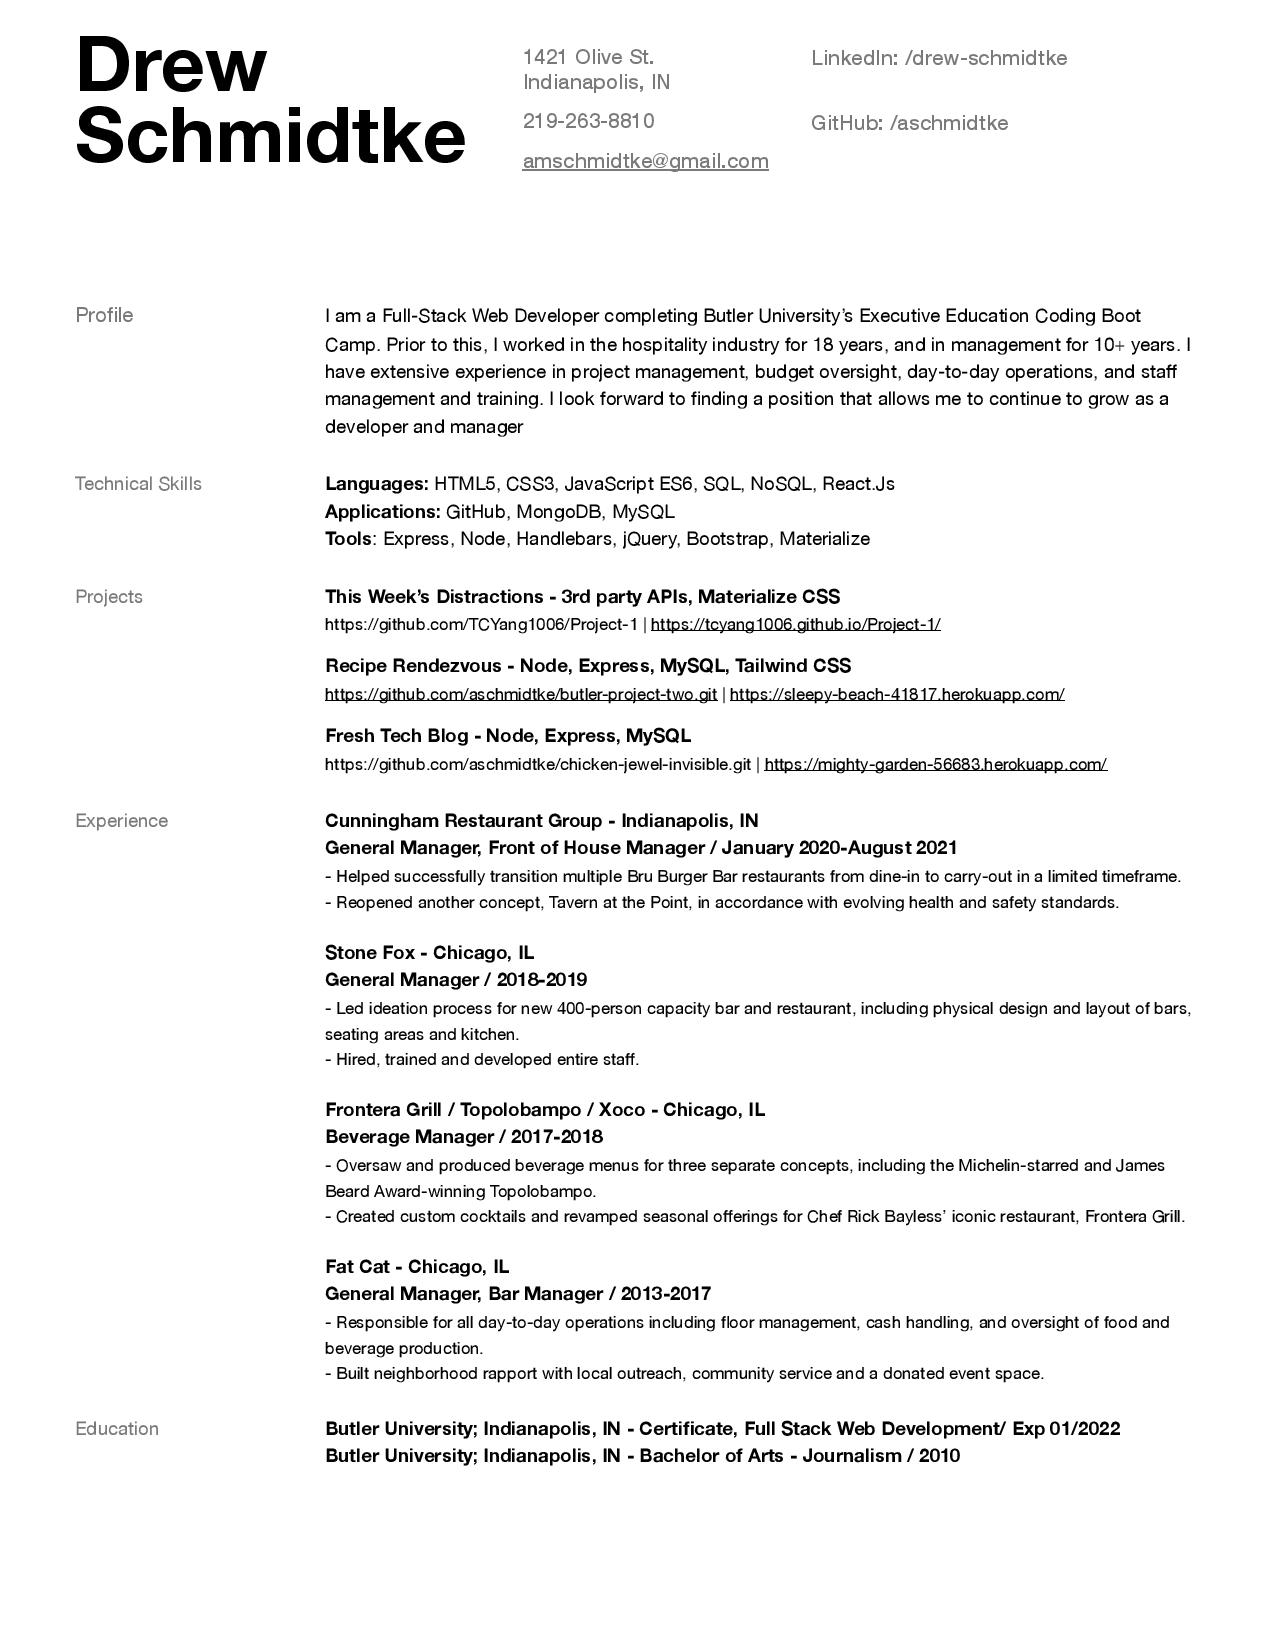 Drew
Schmidtke
1421 Olive St.
Indianapolis, IN
219-263-8810
amschmidtke@gmail.com
LinkedIn: /drew-schmidtke
GitHub: /aschmidtke
Profile
I am a Full-Stack Web Developer completing Butler University’s Executive Education Coding Boot
Camp. Prior to this, I worked in the hospitality industry for 18 years, and in management for 10+ years. I
have extensive experience in project management, budget oversight, day-to-day operations, and staff
management and training. I look forward to finding a position that allows me to continue to grow as a
developer and manager
Technical Skills
Languages: HTML5, CSS3, JavaScript ES6, SQL, NoSQL, React.Js
Applications: GitHub, MongoDB, MySQL
Tools: Express, Node, Handlebars, jQuery, Bootstrap, Materialize
Projects
This Week’s Distractions - 3rd party APIs, Materialize CSS
https://github.com/TCYang1006/Project-1 | https://tcyang1006.github.io/Project-1/
Recipe Rendezvous - Node, Express, MySQL, Tailwind CSS
https://github.com/aschmidtke/butler-project-two.git | https://sleepy-beach-41817.herokuapp.com/
Fresh Tech Blog - Node, Express, MySQL
https://github.com/aschmidtke/chicken-jewel-invisible.git | https://mighty-garden-56683.herokuapp.com/
Experience
Cunningham Restaurant Group - Indianapolis, IN
General Manager, Front of House Manager / January 2020-August 2021
- Helped successfully transition multiple Bru Burger Bar restaurants from dine-in to carry-out in a limited timeframe.
- Reopened another concept, Tavern at the Point, in accordance with evolving health and safety standards.
Stone Fox - Chicago, IL
General Manager / 2018-2019
- Led ideation process for new 400-person capacity bar and restaurant, including physical design and layout of bars,
seating areas and kitchen.
- Hired, trained and developed entire staff.
Frontera Grill / Topolobampo / Xoco - Chicago, IL
Beverage Manager / 2017-2018
- Oversaw and produced beverage menus for three separate concepts, including the Michelin-starred and James
Beard Award-winning Topolobampo.
- Created custom cocktails and revamped seasonal offerings for Chef Rick Bayless’ iconic restaurant, Frontera Grill.
Fat Cat - Chicago, IL
General Manager, Bar Manager / 2013-2017
- Responsible for all day-to-day operations including floor management, cash handling, and oversight of food and
beverage production.
- Built neighborhood rapport with local outreach, community service and a donated event space.
Education
Butler University; Indianapolis, IN - Certificate, Full Stack Web Development/ Exp 01/2022
Butler University; Indianapolis, IN - Bachelor of Arts - Journalism / 2010